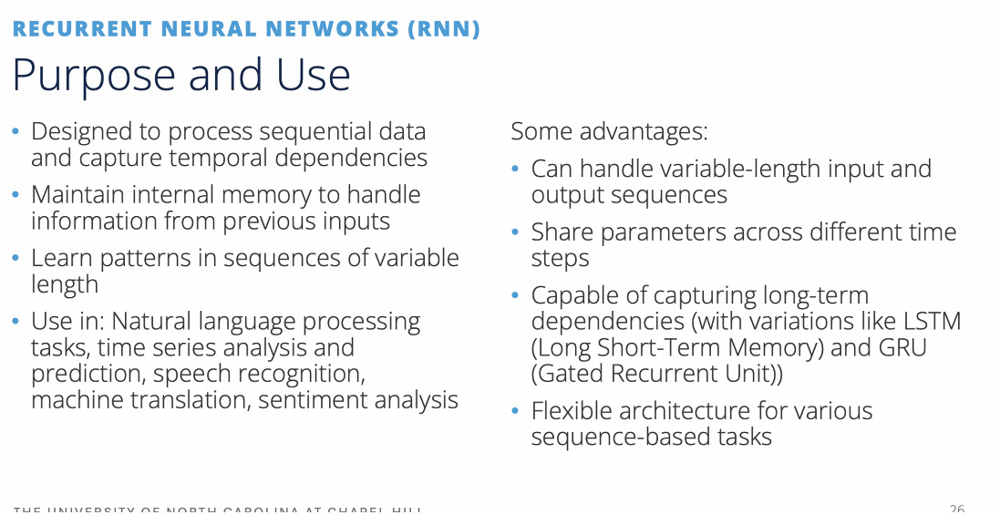 RECURRENT NEURAL NETWORKS (RNN)
Purpose and Use
• Designed to process sequential data
and capture temporal dependencies
• Maintain internal memory to handle
information from previous inputs
• Learn patterns in sequences of variable
length
• Use in: Natural language processing
tasks, time series analysis and
prediction, speech recognition,
machine translation, sentiment analysis
Some advantages:
• Can handle variable-length input and
output sequences
• Share parameters across different time
steps
• Capable of capturing long-term
dependencies (with variations like LSTM
(Long Short-Term Memory) and GRU
(Gated Recurrent Unit))
• Flexible architecture for various
sequence-based tasks
THE UNIVERSITY OF NORTH CAROLINA AT CHAPEL HILL
26